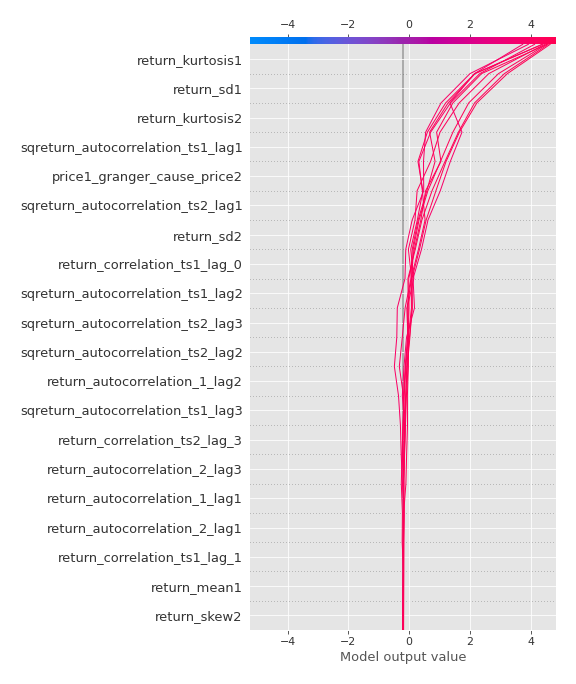 −4 −2 0 2 4
return_kurtosis1
return_sd1
return_kurtosis2
sqreturn_autocorrelation_ts1_lag1
price1_granger_cause_price2
sqreturn_autocorrelation_ts2_lag1
return_sd2
return_correlation_ts1_lag_0
sqreturn_autocorrelation_ts1_lag2
sqreturn_autocorrelation_ts2_lag3
sqreturn_autocorrelation_ts2_lag2
return_autocorrelation_1_lag2
sqreturn_autocorrelation_ts1_lag3
return_correlation_ts2_lag_3
return_autocorrelation_2_lag3
return_autocorrelation_1_lag1
return_autocorrelation_2_lag1
return_correlation_ts1_lag_1
return_mean1
return_skew2
−4 −2 0 2 4
Model output value